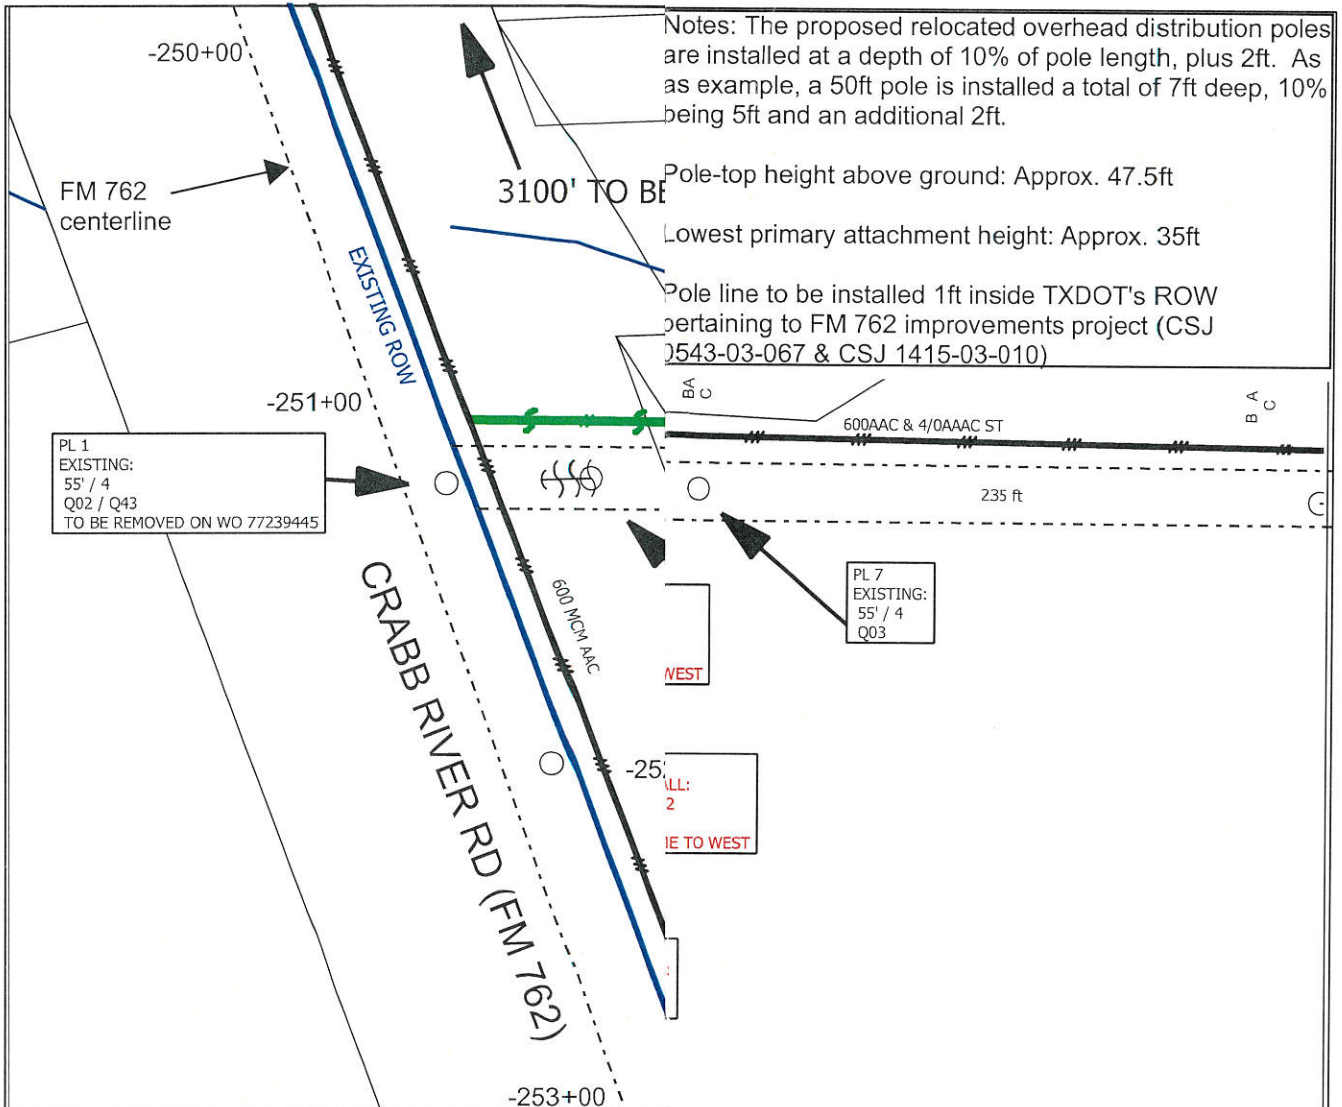 -250+00
FM 762
centerline
3100' TO BE
Notes: The proposed relocated overhead distribution poles
are installed at a depth of 10% of pole length, plus 2ft. As
as example, a 50ft pole is installed a total of 7ft deep, 10%
being 5ft and an additional 2ft.
Pole-top height above ground: Approx. 47.5ft
Lowest primary attachment height: Approx. 35ft
Pole line to be installed 1ft inside TXDOT's ROW
pertaining to FM 762 improvements project (CSJ
0543-03-067 & CSJ 1415-03-010)
EXISTING ROW
-251+00
BA
C
B A
C
600AAC & 4/0AAAC ST
235 ft
PL 1
EXISTING:
55' / 4
Q02 / Q43
TO BE REMOVED ON WO 77239445
PL 7
EXISTING:
55' / 4
Q03
600 MCM AAC
CRABB RIVER RD (FM 762)
WEST
-25
ALL:
2
NE TO WEST
-253+00